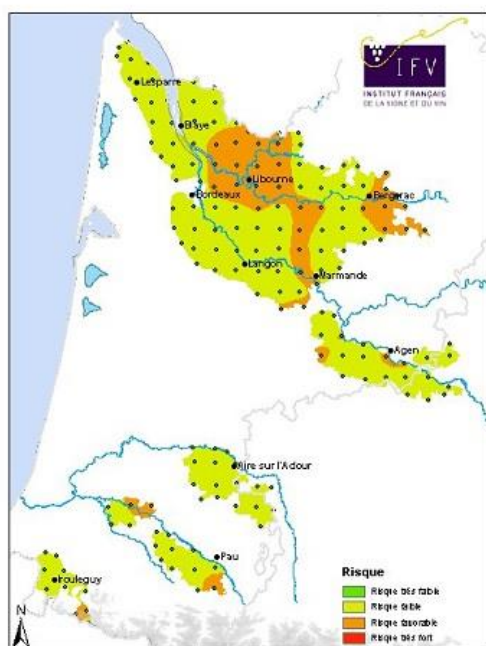 IFV
INSTITUT FRANÇAIS
DE LA VIGNE ET DU VIN
Lesparre
Blaye
Libourne
Bordeaux
Bergerac
Langon
Marmande
Agen
Aire sur l'Adour
Pau
Irouleguy
N
Risque
Risque très faible
Risque faible
Risque favorable
Risque très fort